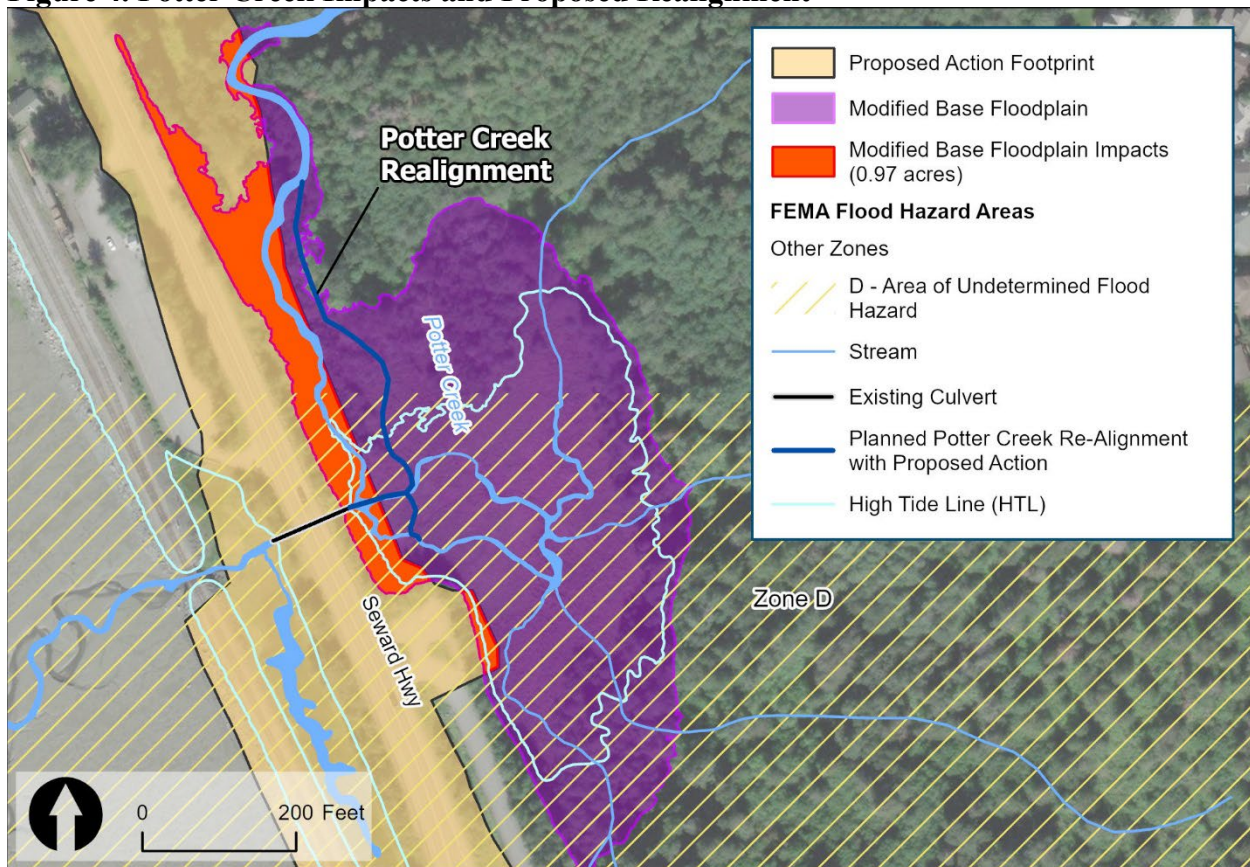 Figure 4. Potter Creek Impacts and Proposed Realignment
Proposed Action Footprint
Modified Base Floodplain
Modified Base Floodplain Impacts
(0.97 acres)
FEMA Flood Hazard Areas
Other Zones
D - Area of Undetermined Flood
Hazard
Stream
Existing Culvert
Planned Potter Creek Re-Alignment
with Proposed Action
High Tide Line (HTL)
Potter Creek
Realignment
Potter Creek
Zone D
Seward Hwy
0 200 Feet